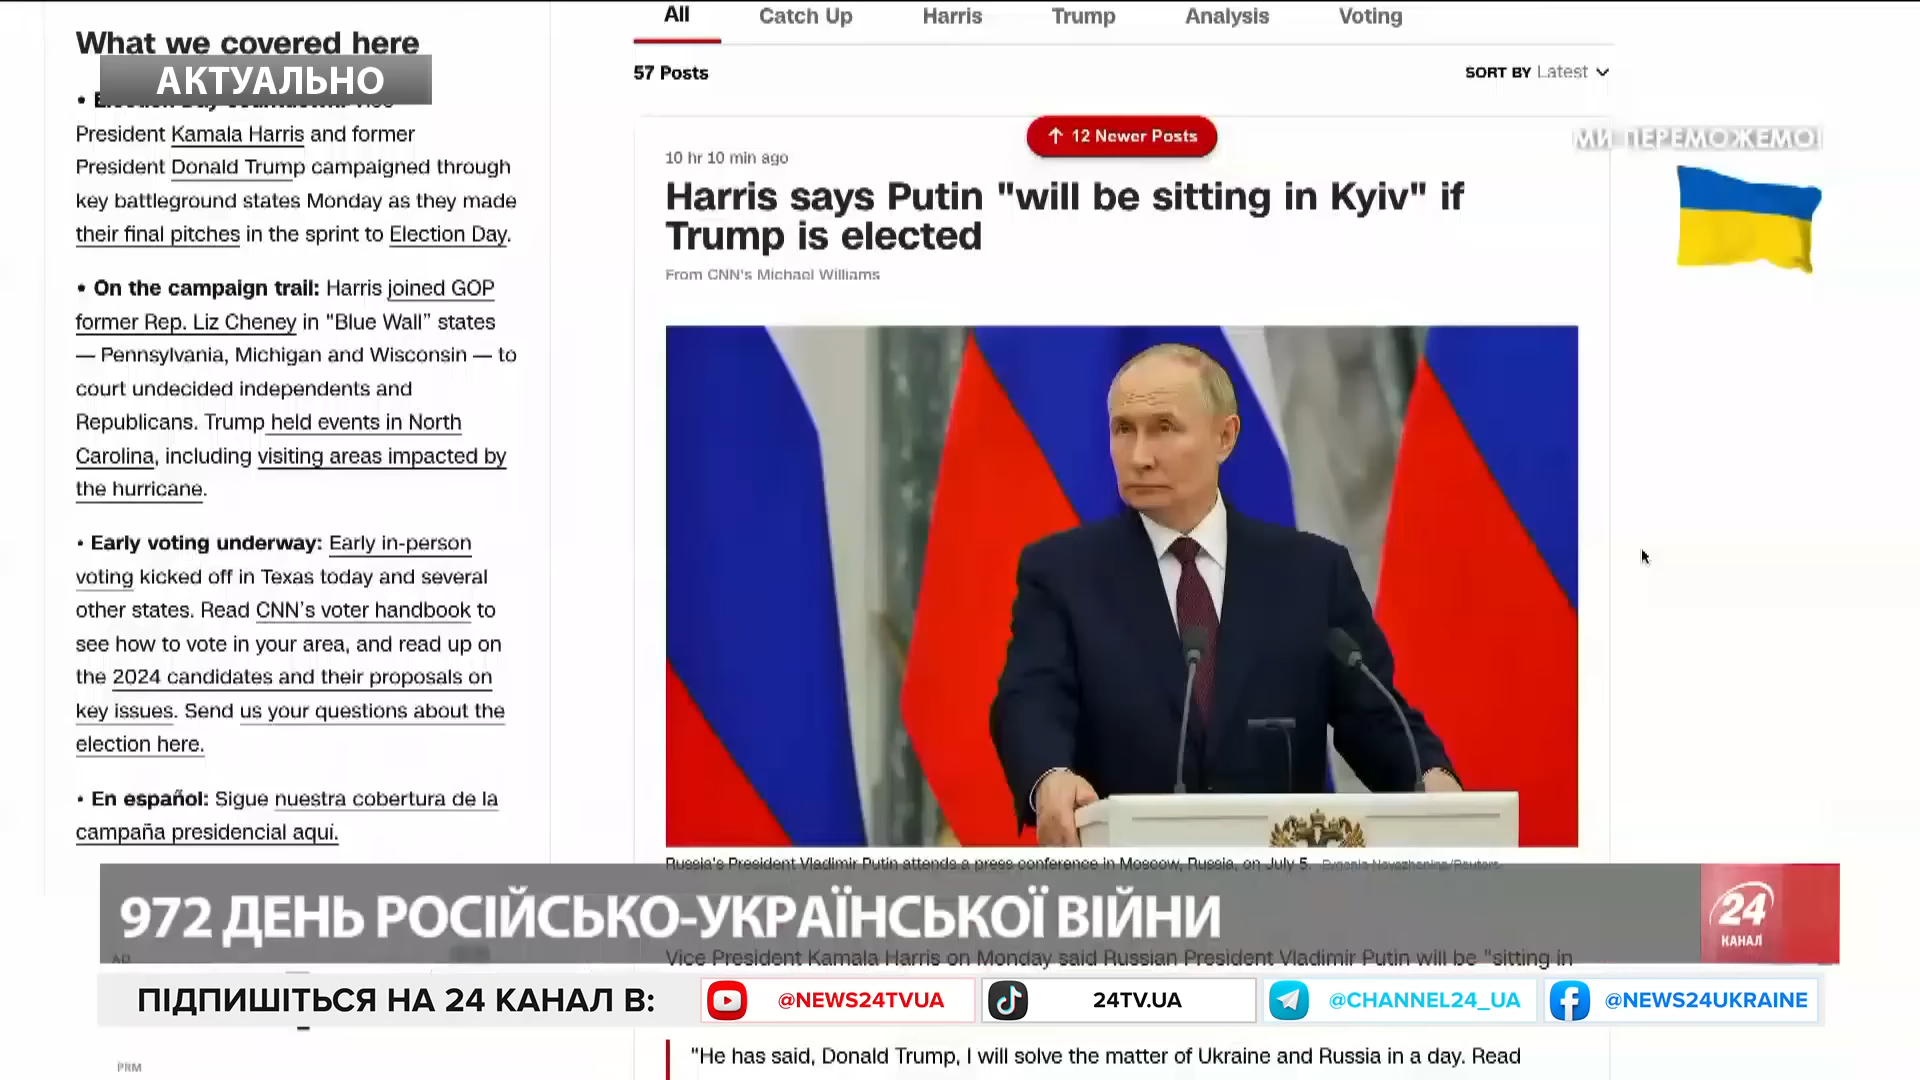 What we covered here
АКТУАЛЬНО
President Kamala Harris and former
President Donald Trump campaigned through
key battleground states Monday as they made
their final pitches in the sprint to Election Day.
• On the campaign trail: Harris joined GOP
former Rep. Liz Cheney in “Blue Wall” states
— Pennsylvania, Michigan and Wisconsin — to
court undecided independents and
Republicans. Trump held events in North
Carolina, including visiting areas impacted by
the hurricane.
• Early voting underway: Early in-person
voting kicked off in Texas today and several
other states. Read CNN’s voter handbook to
see how to vote in your area, and read up on
the 2024 candidates and their proposals on
key issues. Send us your questions about the
election here.
• En español: Sigue nuestra cobertura de la
campaña presidencial aquí.
All Catch Up Harris Trump Analysis Voting
57 Posts
SORT BY Latest
↑ 12 Newer Posts
10 hr 10 min ago
Harris says Putin "will be sitting in Kyiv" if
Trump is elected
From CNN's Michael Williams
МИ ПЕРЕМОЖЕМО!
Russia's President Vladimir Putin attends a press conference in Moscow, Russia, on July 5.
972 ДЕНЬ РОСІЙСЬКО-УКРАЇНСЬКОЇ ВІЙНИ
24
КАНАЛ
AD
Vice President Kamala Harris on Monday said Russian President Vladimir Putin will be "sitting in
ПІДПИШІТЬСЯ НА 24 КАНАЛ В:
@NEWS24TVUA
24TV.UA
@CHANNEL24_UA
@NEWS24UKRAINE
"He has said, Donald Trump, I will solve the matter of Ukraine and Russia in a day. Read
PRM